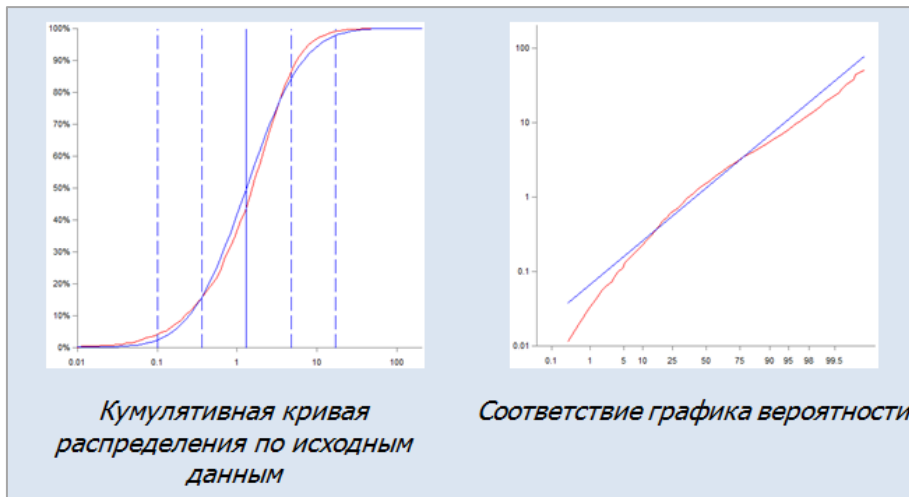 100%
90%
80%
70%
60%
50%
40%
30%
20%
10%
0%
0.01 0.1 1 10 100
100
10
1
0.1
0.01
0.1 1 5 10 25 50 75 90 95 98 99.5
Кумулятивная кривая
распределения по исходным
данным
Соответствие графика вероятности